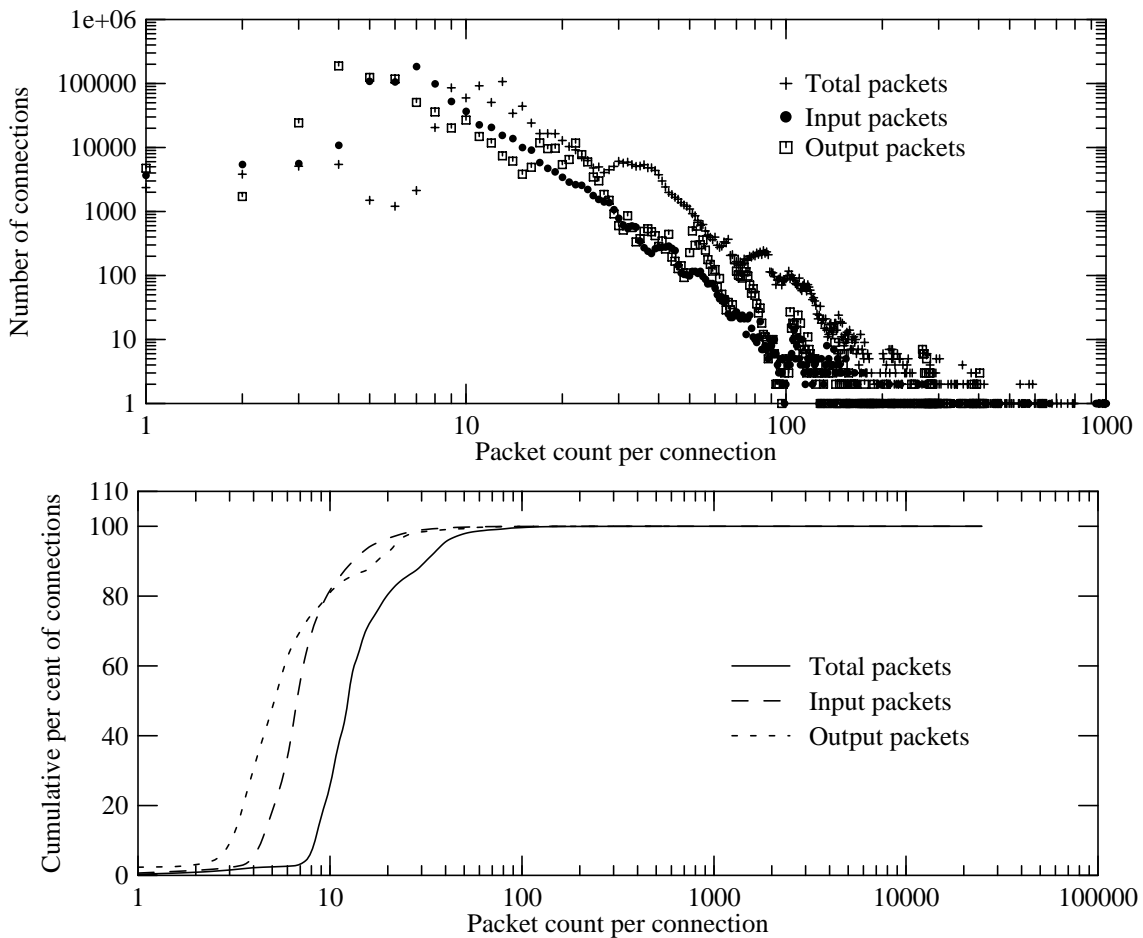 1e+06
100000
10000
1000
100
10
1
Number of connections
Total packets
Input packets
Output packets
1 10 100 1000
Packet count per connection
110
100
80
60
40
20
0
Cumulative per cent of connections
Total packets
Input packets
Output packets
1 10 100 1000 10000 100000
Packet count per connection